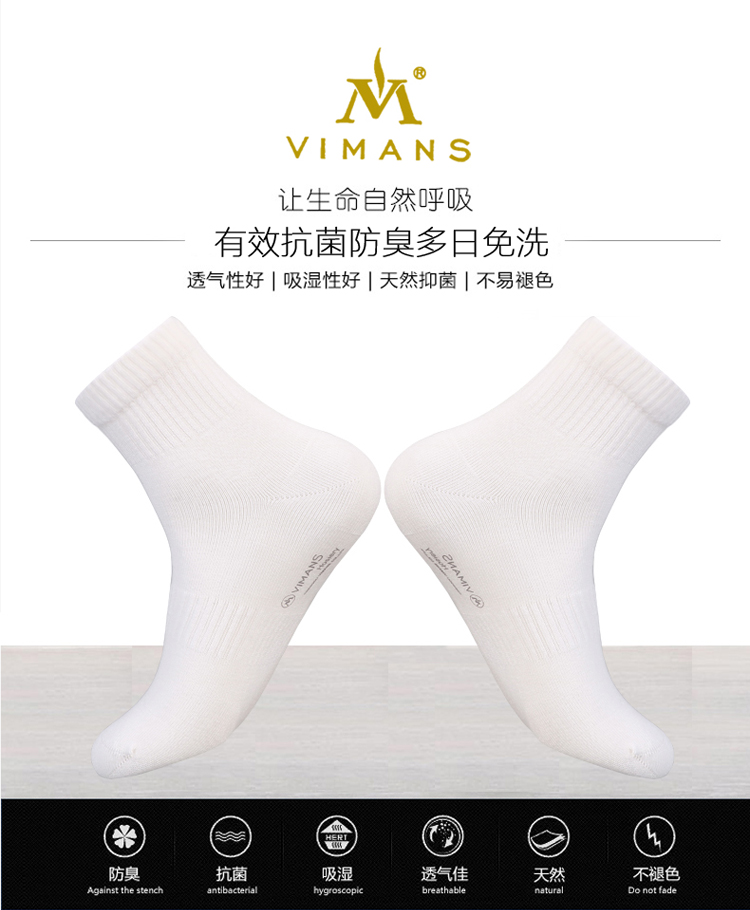 ®
VIMANS
让生命自然呼吸
有效抗菌防臭多日免洗
透气性好 | 吸湿性好 | 天然抑菌 | 不易褪色
VIMANS
VIMANS
HERT
防臭 抗菌 吸湿 透气佳 天然 不褪色
Against the stench antibacterial hygroscopic breathable natural Do not fade